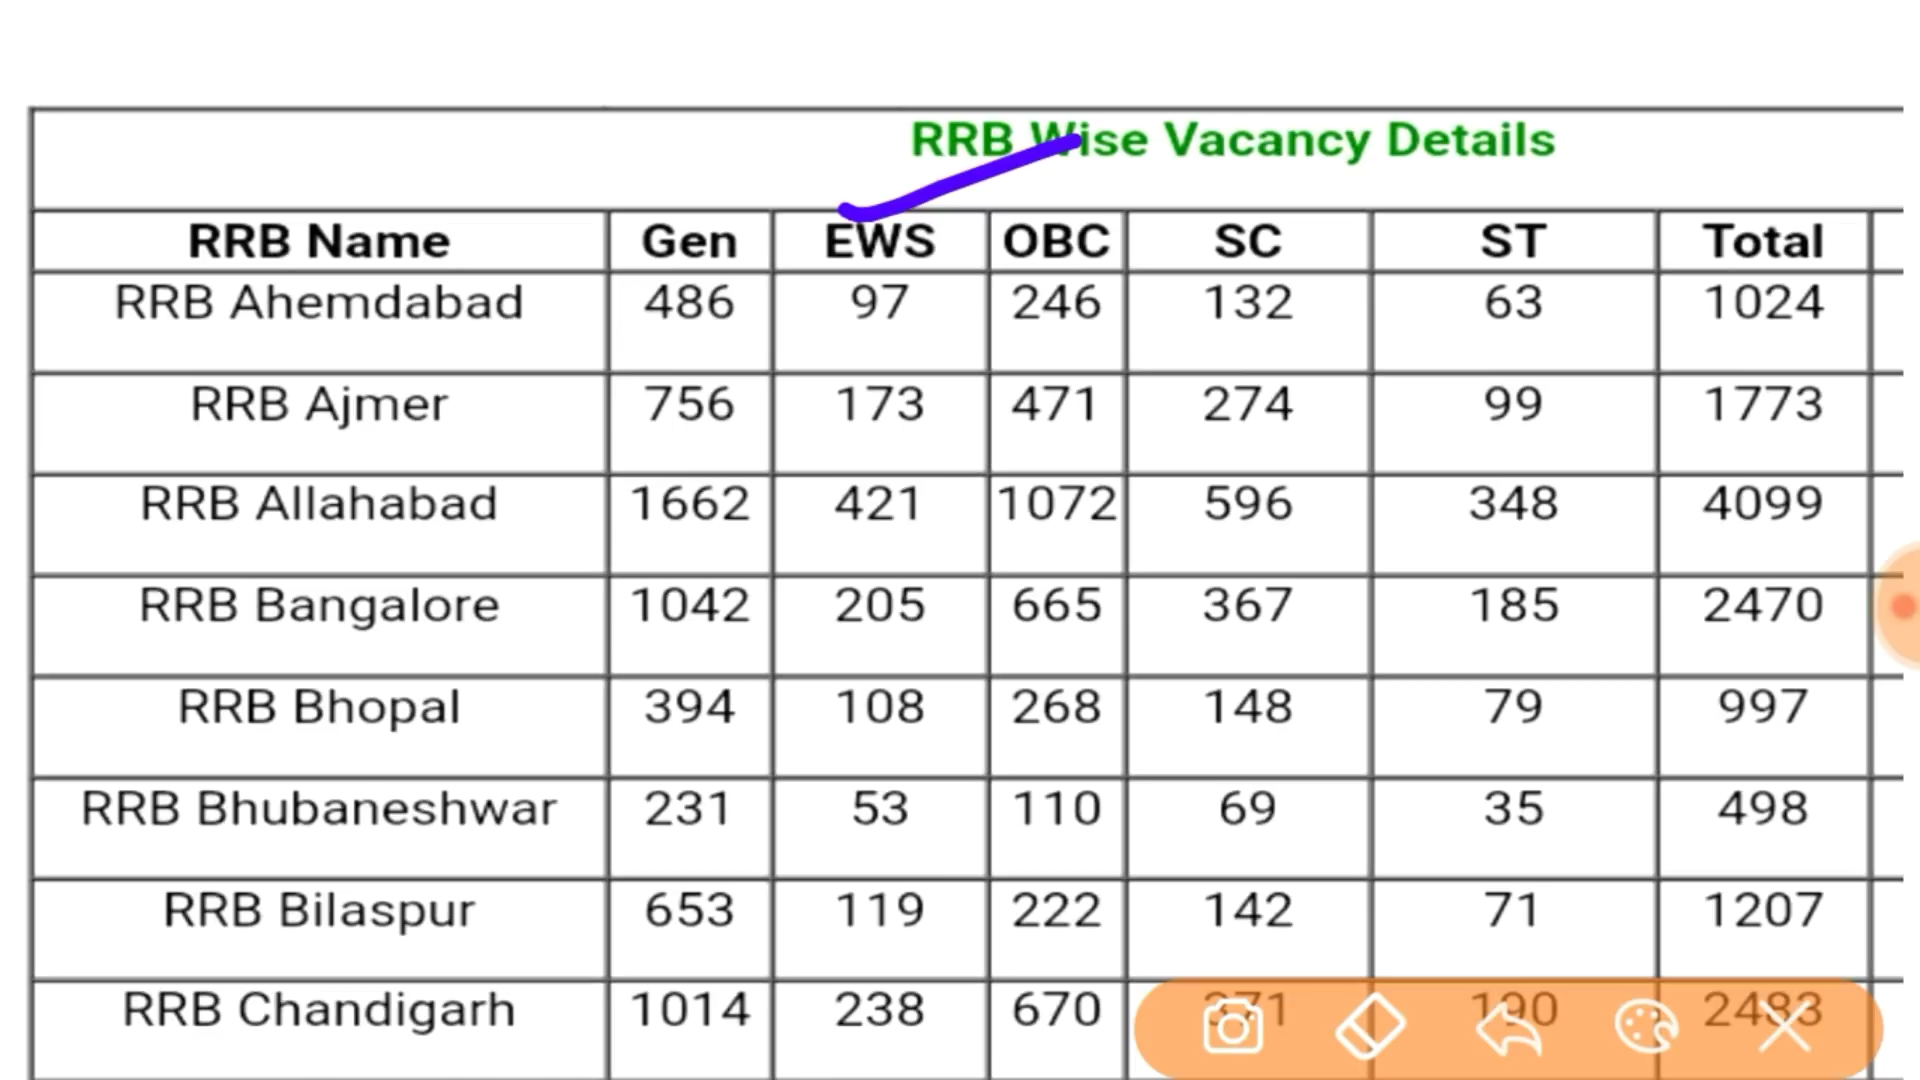 RRB Wise Vacancy Details
RRB Name Gen EWS OBC SC ST Total
RRB Ahemdabad 486 97 246 132 63 1024
RRB Ajmer 756 173 471 274 99 1773
RRB Allahabad 1662 421 1072 596 348 4099
RRB Bangalore 1042 205 665 367 185 2470
RRB Bhopal 394 108 268 148 79 997
RRB Bhubaneshwar 231 53 110 69 35 498
RRB Bilaspur 653 119 222 142 71 1207
RRB Chandigarh 1014 238 670 371 190 2483